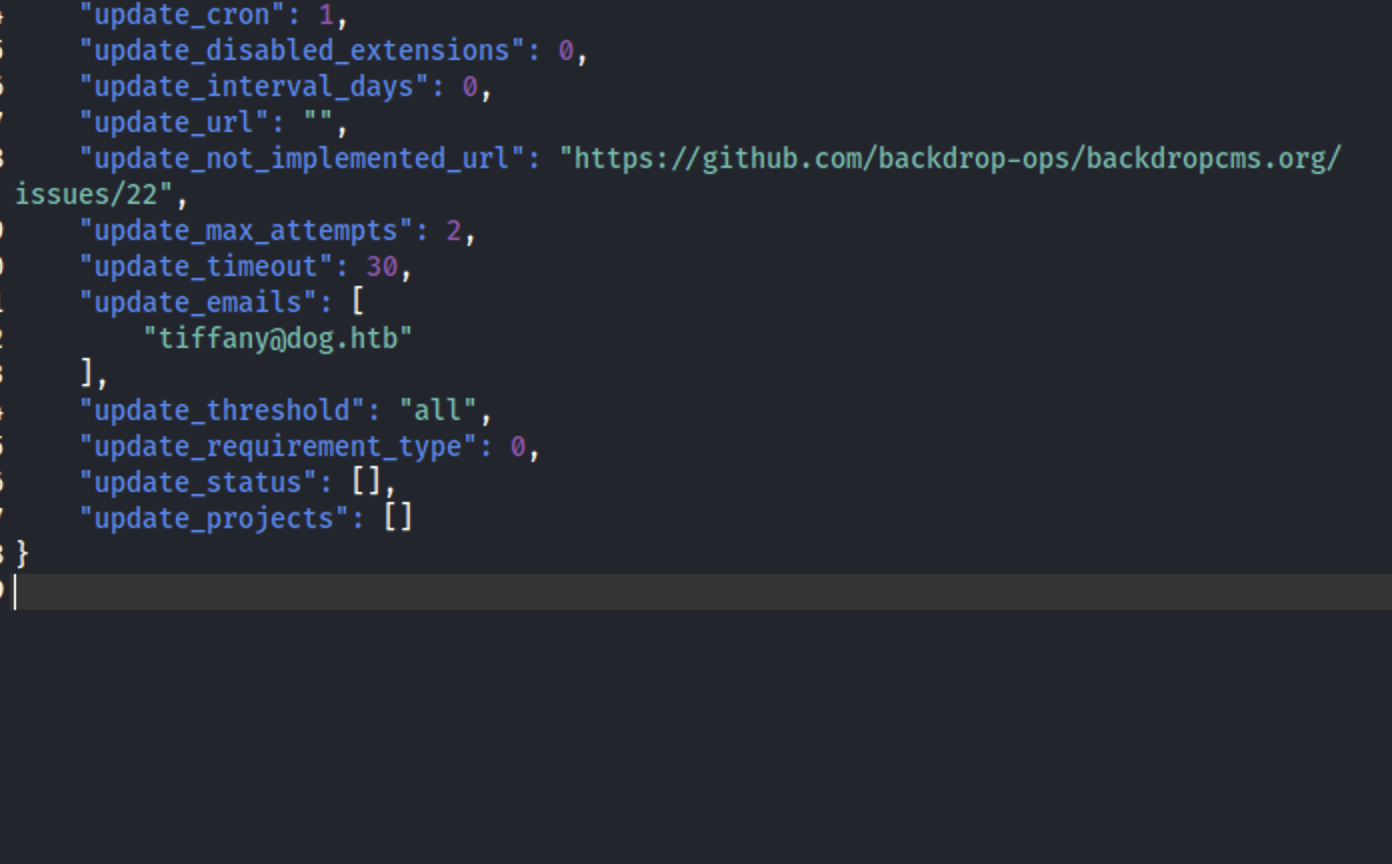 "update_cron": 1,
"update_disabled_extensions": 0,
"update_interval_days": 0,
"update_url": "",
"update_not_implemented_url": "https://github.com/backdrop-ops/backdropcms.org/
issues/22",
"update_max_attempts": 2,
"update_timeout": 30,
"update_emails": [
"tiffany@dog.htb"
],
"update_threshold": "all",
"update_requirement_type": 0,
"update_status": [],
"update_projects": []
}